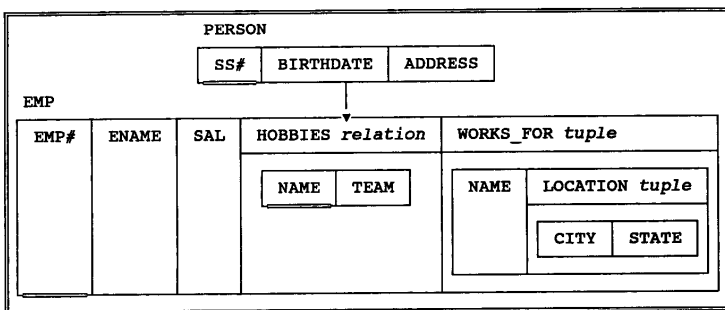 PERSON
SS# BIRTHDATE ADDRESS
EMP
EMP# ENAME SAL HOBBIES relation WORKS_FOR tuple
NAME TEAM NAME LOCATION tuple
CITY STATE